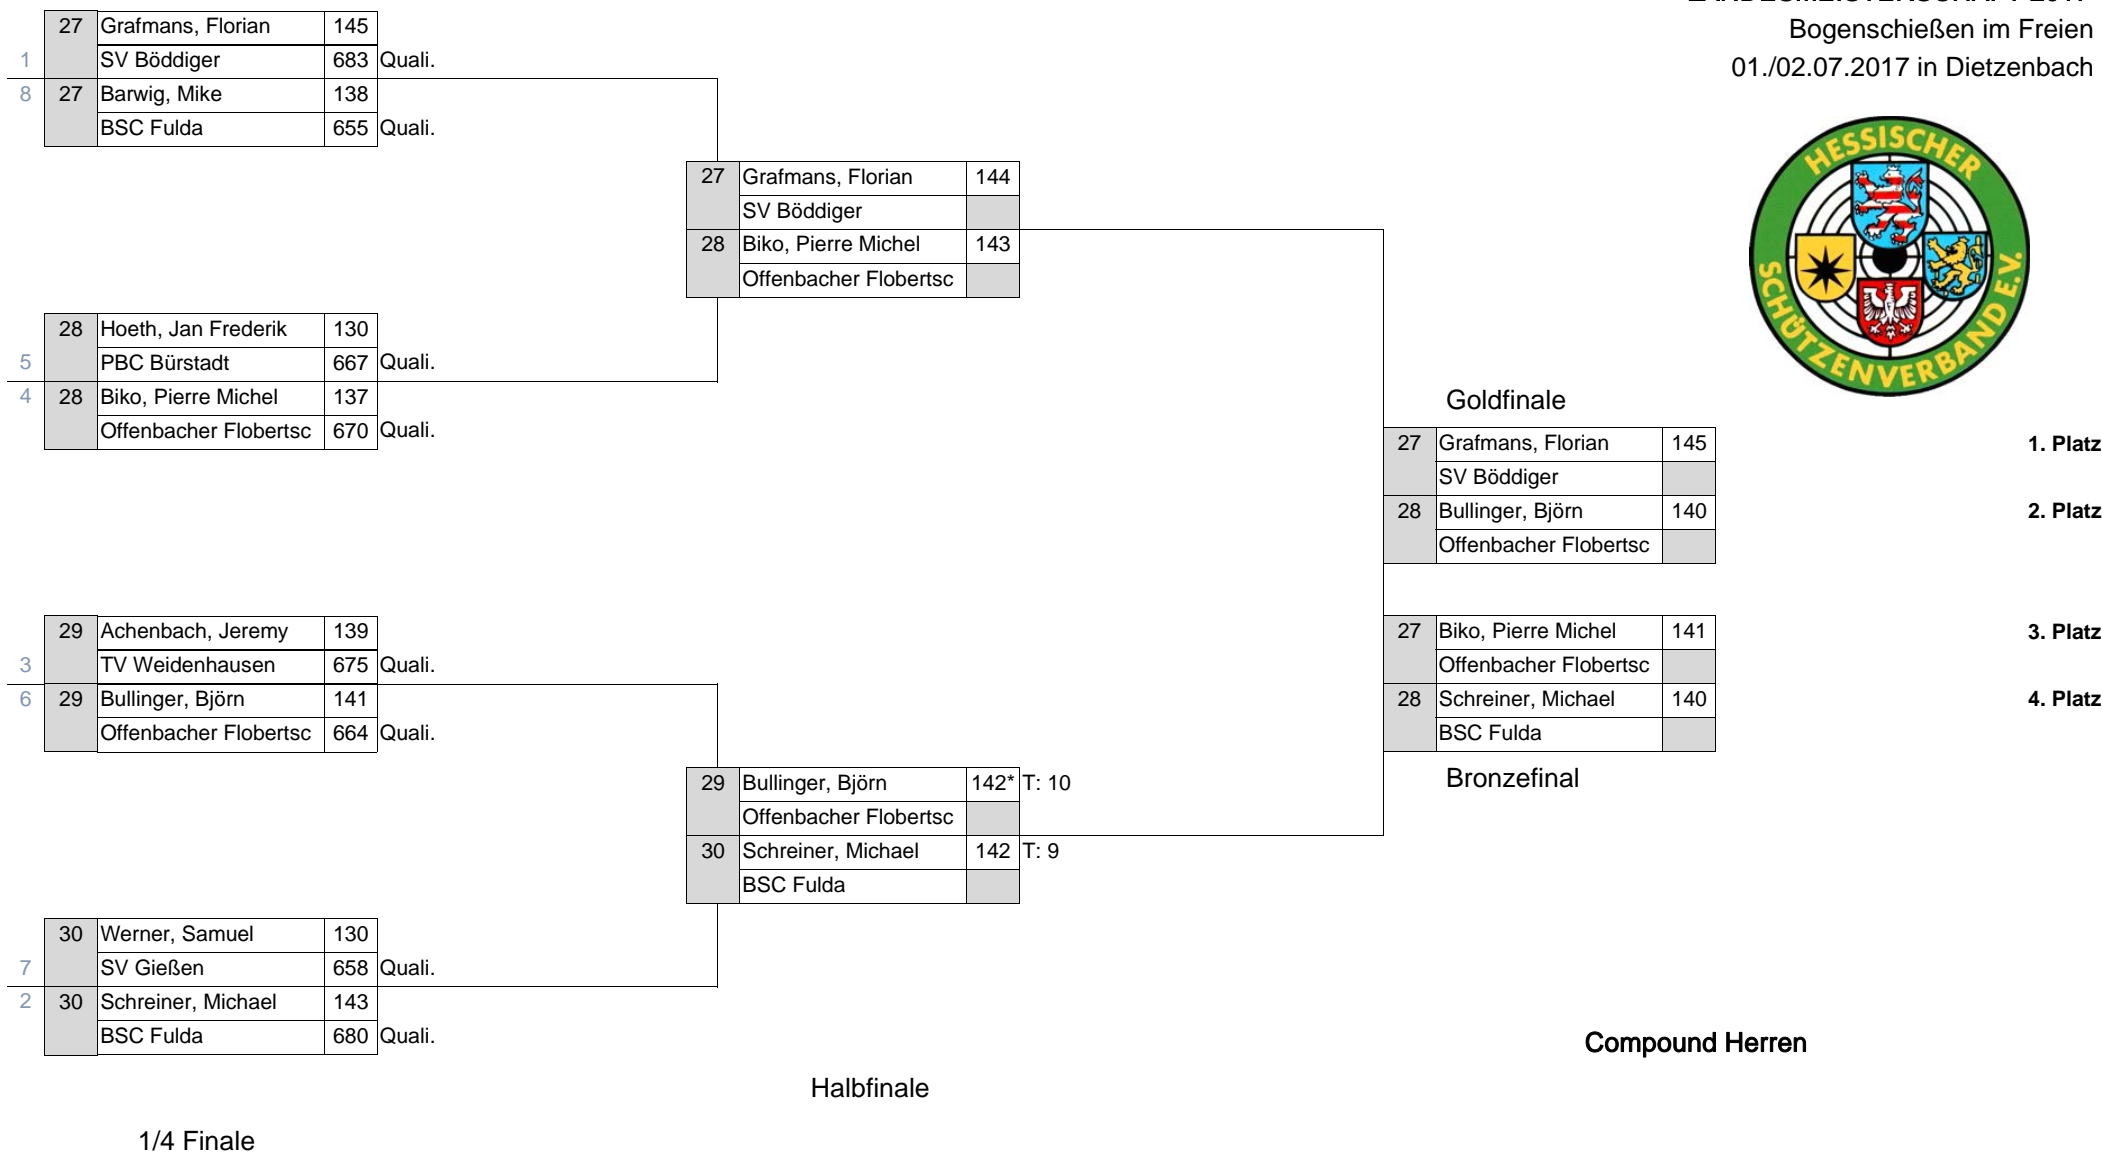 Bogenschießen im Freien
01./02.07.2017 in Dietzenbach
HESSISCHER
SCHÜTZENVERBAND E.V.
27 Grafmans, Florian 145
1 SV Böddiger 683 Quali.
8 27 Barwig, Mike 138
BSC Fulda 655 Quali.
27 Grafmans, Florian 144
SV Böddiger
28 Biko, Pierre Michel 143
Offenbacher Flobertsc
28 Hoeth, Jan Frederik 130
5 PBC Bürstadt 667 Quali.
4 28 Biko, Pierre Michel 137
Offenbacher Flobertsc 670 Quali.
Goldfinale
27 Grafmans, Florian 145 1. Platz
SV Böddiger
28 Bullinger, Björn 140 2. Platz
Offenbacher Flobertsc
29 Achenbach, Jeremy 139
3 TV Weidenhausen 675 Quali.
6 29 Bullinger, Björn 141
Offenbacher Flobertsc 664 Quali.
27 Biko, Pierre Michel 141 3. Platz
Offenbacher Flobertsc
28 Schreiner, Michael 140 4. Platz
BSC Fulda
Bronzefinal
29 Bullinger, Björn 142* T: 10
Offenbacher Flobertsc
30 Schreiner, Michael 142 T: 9
BSC Fulda
30 Werner, Samuel 130
7 SV Gießen 658 Quali.
2 30 Schreiner, Michael 143
BSC Fulda 680 Quali.
Compound Herren
Halbfinale
1/4 Finale